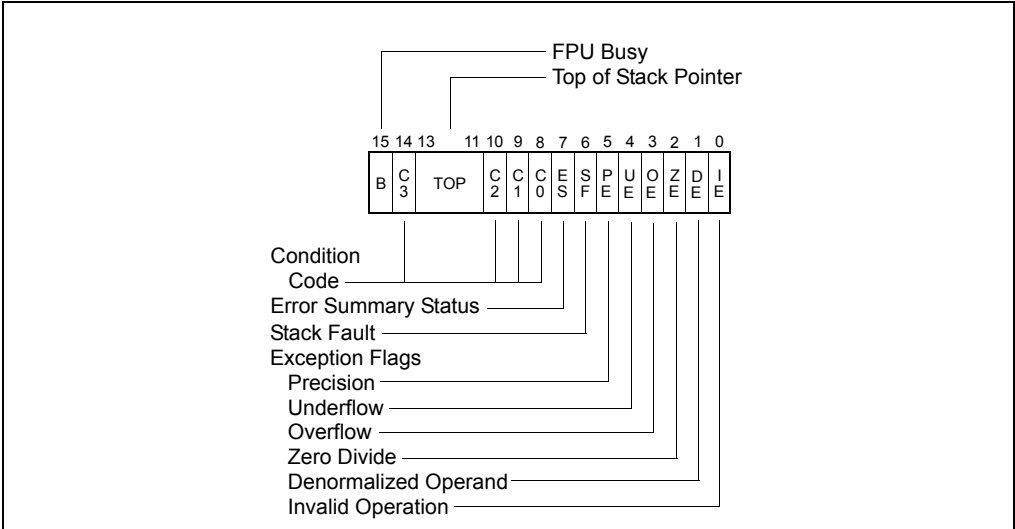 FPU Busy
Top of Stack Pointer
15 14 13 11 10 9 8 7 6 5 4 3 2 1 0
B C3 TOP C2 C1 C0 ES SF PE UE OE ZE DE IE
Condition
Code
Error Summary Status
Stack Fault
Exception Flags
Precision
Underflow
Overflow
Zero Divide
Denormalized Operand
Invalid Operation